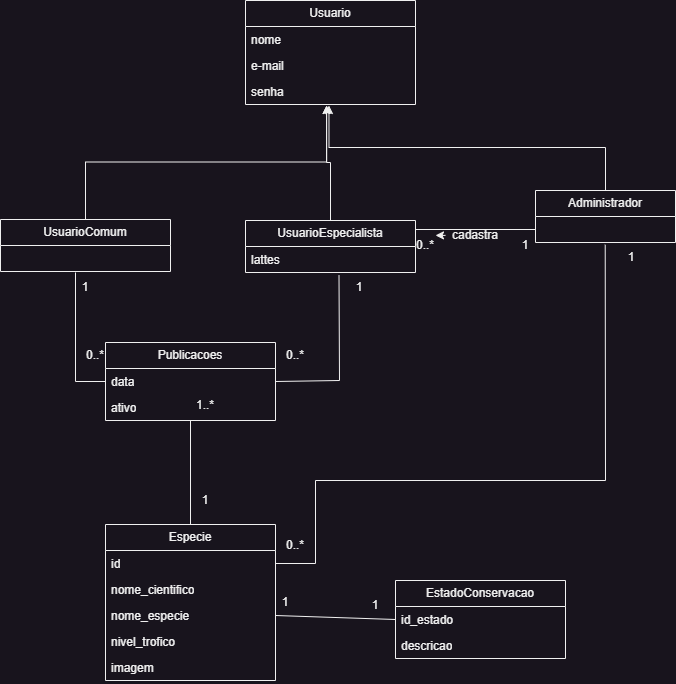 Usuario
nome
e-mail
senha
Administrador
UsuarioComum
UsuarioEspecialista
cadastra
0..*
1
lattes
1
1
1
0..*
Publicacoes
0..*
data
ativo
1..*
1
Especie
0..*
id
nome_cientifico
nome_especie
nivel_trofico
imagem
1
1
EstadoConservacao
id_estado
descricao